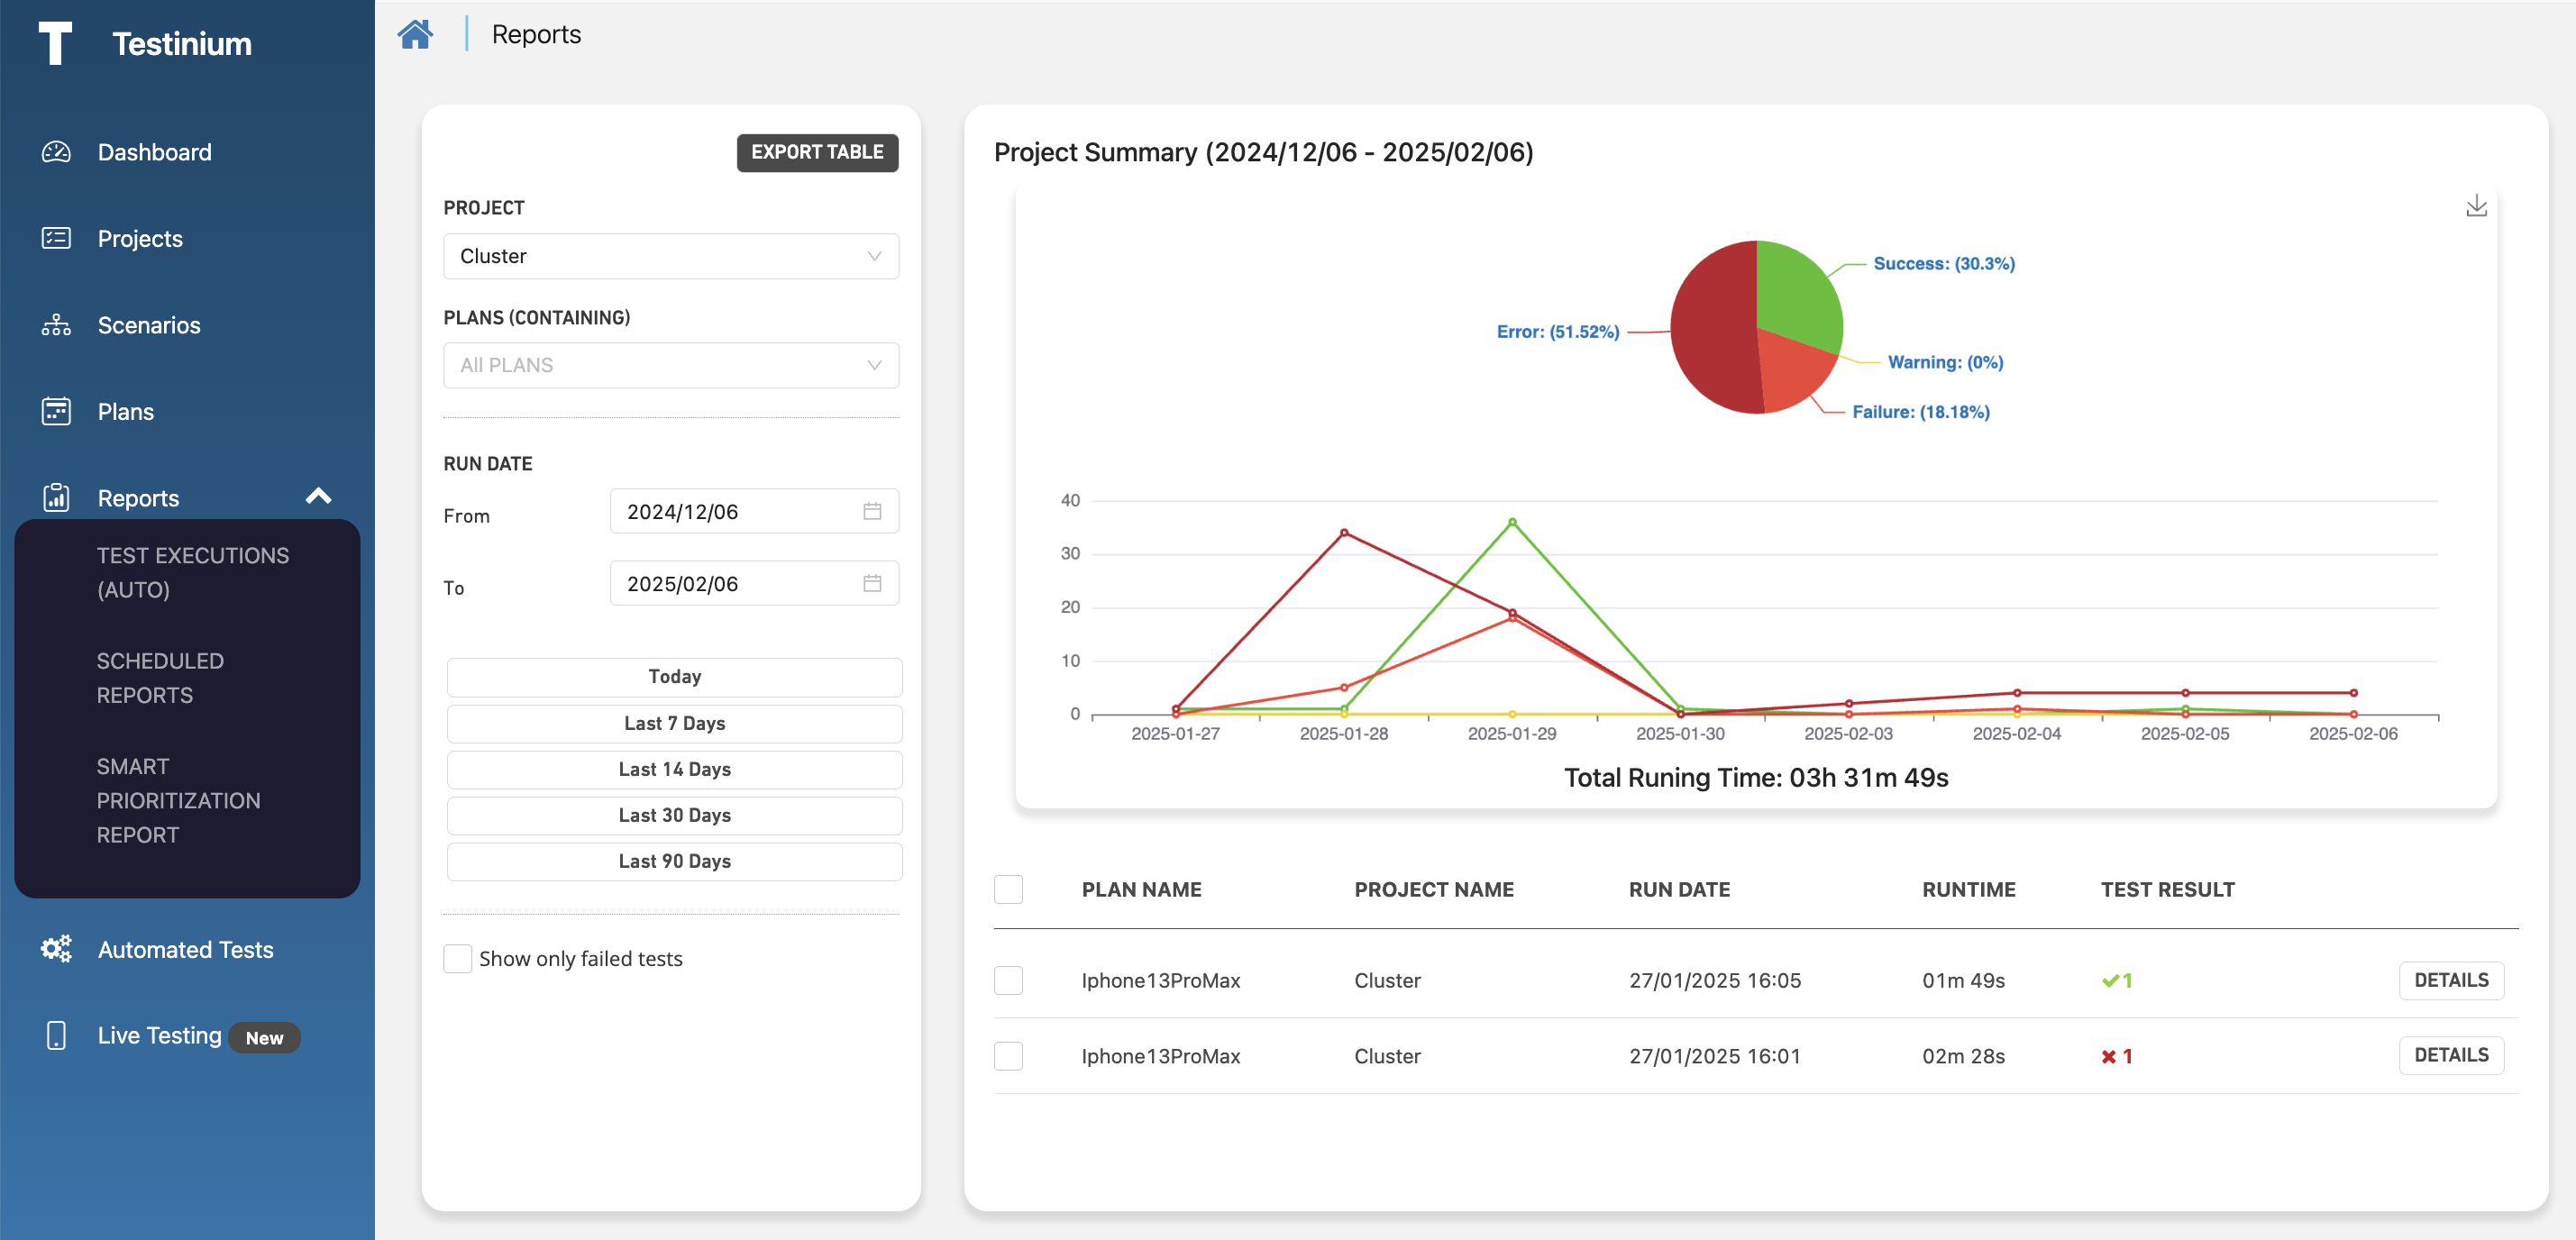 Testinium
Dashboard
Projects
Scenarios
Plans
Reports
TEST EXECUTIONS
(AUTO)
SCHEDULED
REPORTS
SMART
PRIORITIZATION
REPORT
Automated Tests
Live Testing New
Reports
EXPORT TABLE
PROJECT
Cluster
PLANS (CONTAINING)
All PLANS
RUN DATE
From 2024/12/06
To 2025/02/06
Today
Last 7 Days
Last 14 Days
Last 30 Days
Last 90 Days
Show only failed tests
Project Summary (2024/12/06 - 2025/02/06)
Success: (30.3%)
Error: (51.52%)
Warning: (0%)
Failure: (18.18%)
40
30
20
10
0
2025-01-27 2025-01-28 2025-01-29 2025-01-30 2025-02-03 2025-02-04 2025-02-05 2025-02-06
Total Runing Time: 03h 31m 49s
PLAN NAME PROJECT NAME RUN DATE RUNTIME TEST RESULT
Iphone13ProMax Cluster 27/01/2025 16:05 01m 49s 1 DETAILS
Iphone13ProMax Cluster 27/01/2025 16:01 02m 28s 1 DETAILS